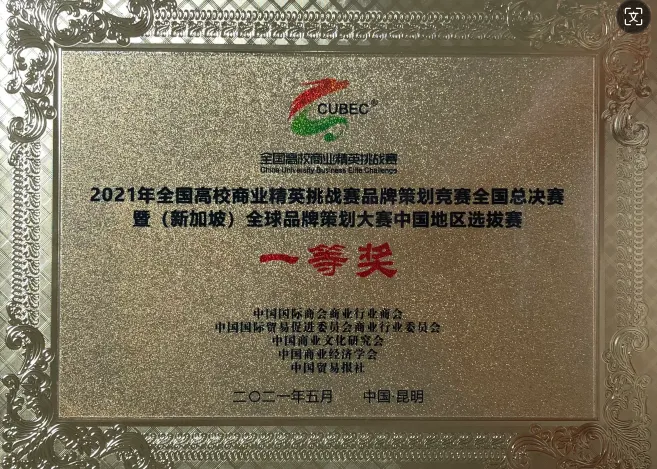 CUBEC®
全国高校商业精英挑战赛
China University Business Elite Challenge
2021年全国高校商业精英挑战赛品牌策划竞赛全国总决赛
暨（新加坡）全球品牌策划大赛中国地区选拔赛
一等奖
中国国际商会商业行业商会
中国国际贸易促进委员会商业行业委员会
中国商业文化研究会
中国商业经济学会
中国贸易报社
二〇二一年五月 中国·昆明